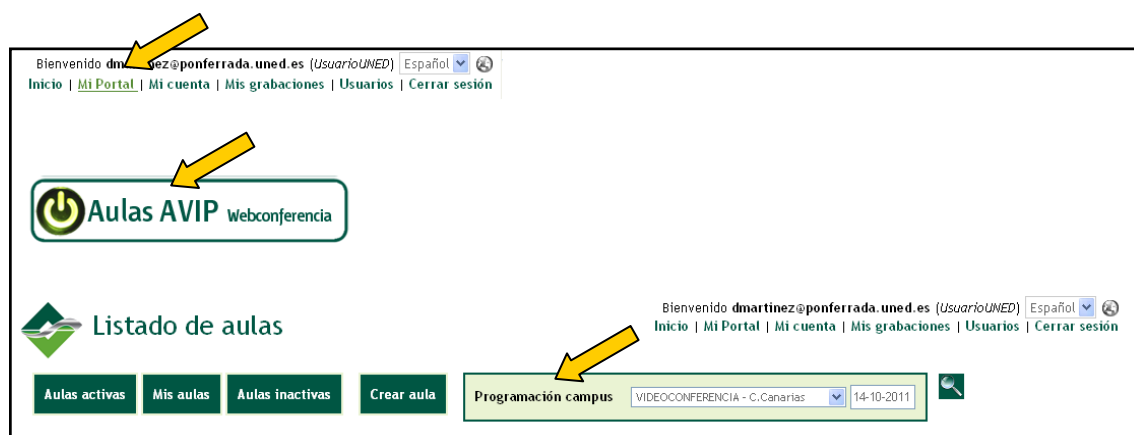 Bienvenido dmartinez@ponferrada.uned.es (UsuarioUNED) Español
Inicio | Mi Portal | Mi cuenta | Mis grabaciones | Usuarios | Cerrar sesión
Aulas AVIP Webconferencia
Bienvenido dmartinez@ponferrada.uned.es (UsuarioUNED) Español
Inicio | Mi Portal | Mi cuenta | Mis grabaciones | Usuarios | Cerrar sesión
Listado de aulas
Aulas activas Mis aulas Aulas inactivas Crear aula Programación campus VIDEOCONFERENCIA - C.Canarias 14-10-2011